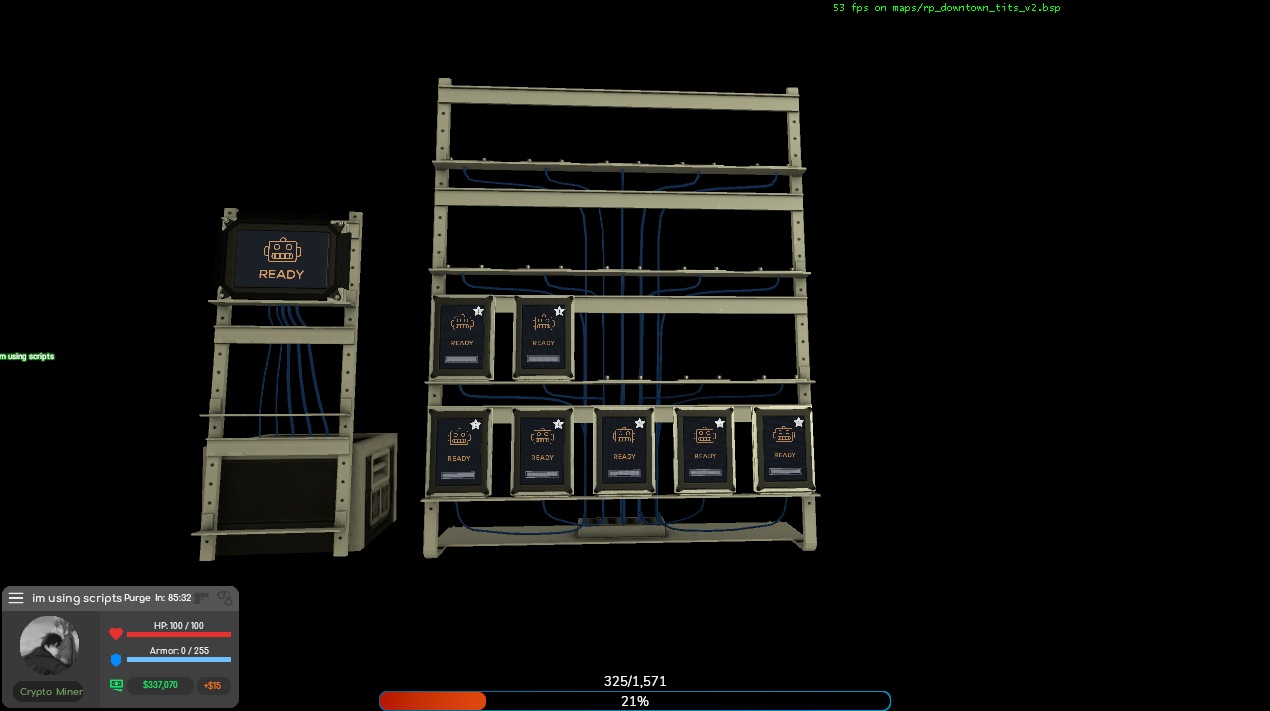 53 fps on maps/rp_downtown_tits_v2.bsp
READY
READY
READY
m using scripts
READY
READY
READY
READY
READY
im using scripts Purge In: 85:32
HP: 100 / 100
Armor: 0 / 255
$337,070 +$15
Crypto Miner
325/1,571
21%